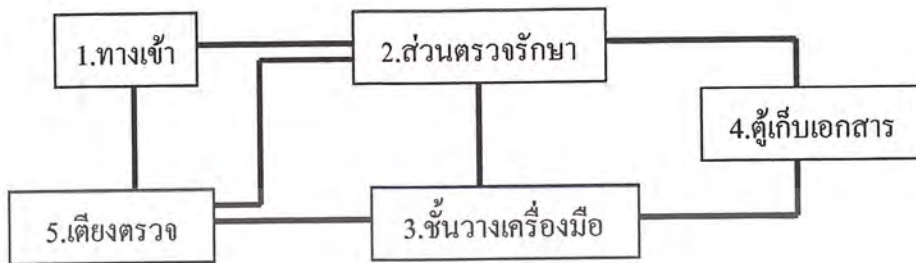 1.ทางเข้า
2.ส่วนตรวจรักษา
4.ตู้เก็บเอกสาร
5.เตียงตรวจ
3.ชั้นวางเครื่องมือ